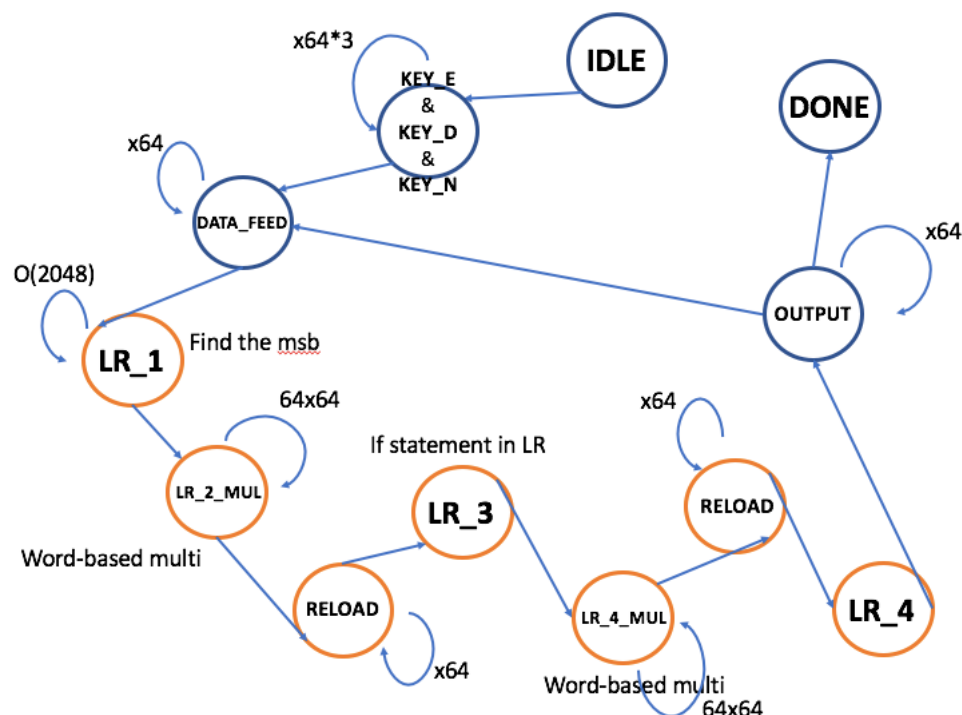 x64*3
IDLE
KEY_E
&
KEY_D
&
KEY_N
DONE
x64
DATA_FEED
x64
OUTPUT
O(2048)
LR_1
Find the msb
64x64
x64
If statement in LR
LR_2_MUL
LR_3
RELOAD
Word-based multi
RELOAD
LR_4_MUL
LR_4
x64
Word-based multi
64x64